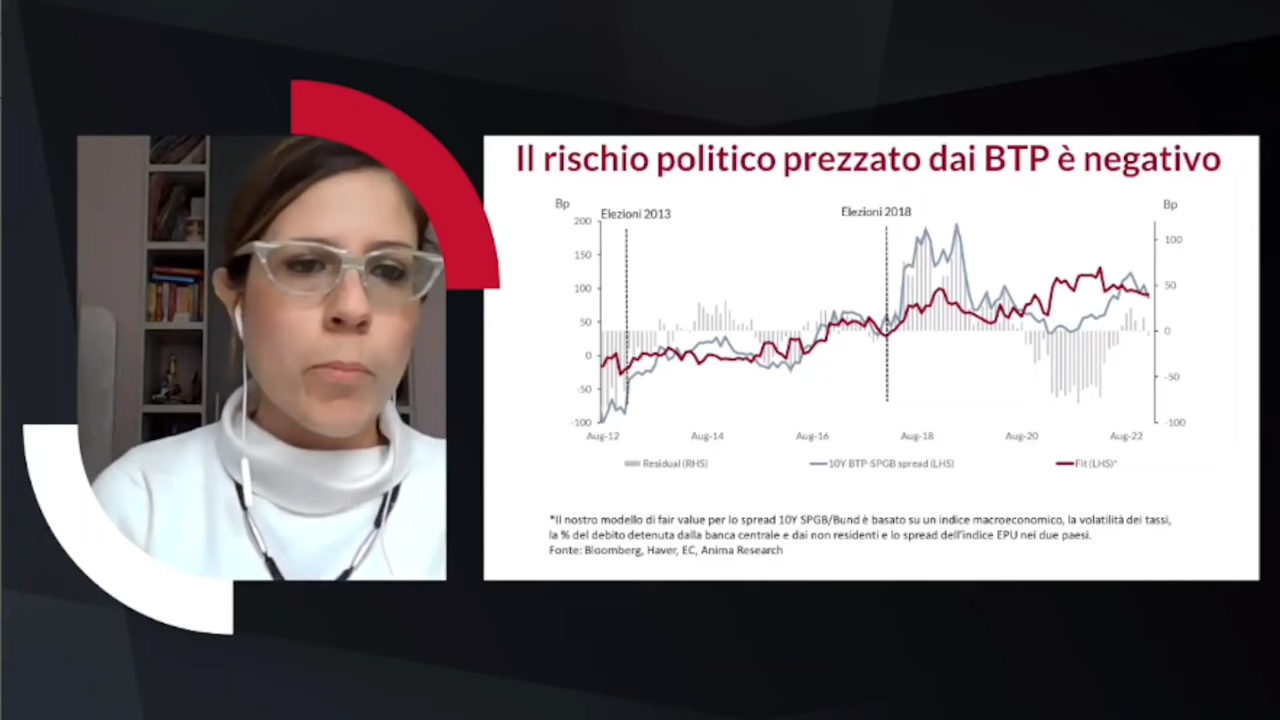 Il rischio politico prezzato dai BTP è negativo
Bp
Bp
Elezioni 2013
Elezioni 2018
200
150
100
50
0
-50
-100
100
50
0
-50
-100
Aug-12
Aug-14
Aug-16
Aug-18
Aug-20
Aug-22
Residual (RHS)
10Y BTP-SPGB spread (LHS)
Fit (LHS)*
*Il nostro modello di fair value per lo spread 10Y SPGB/Bund è basato su un indice macroeconomico, la volatilità dei tassi,
la % del debito detenuta dalla banca centrale e dai non residenti e lo spread dell'indice EPU nei due paesi.
Fonte: Bloomberg, Haver, EC, Anima Research